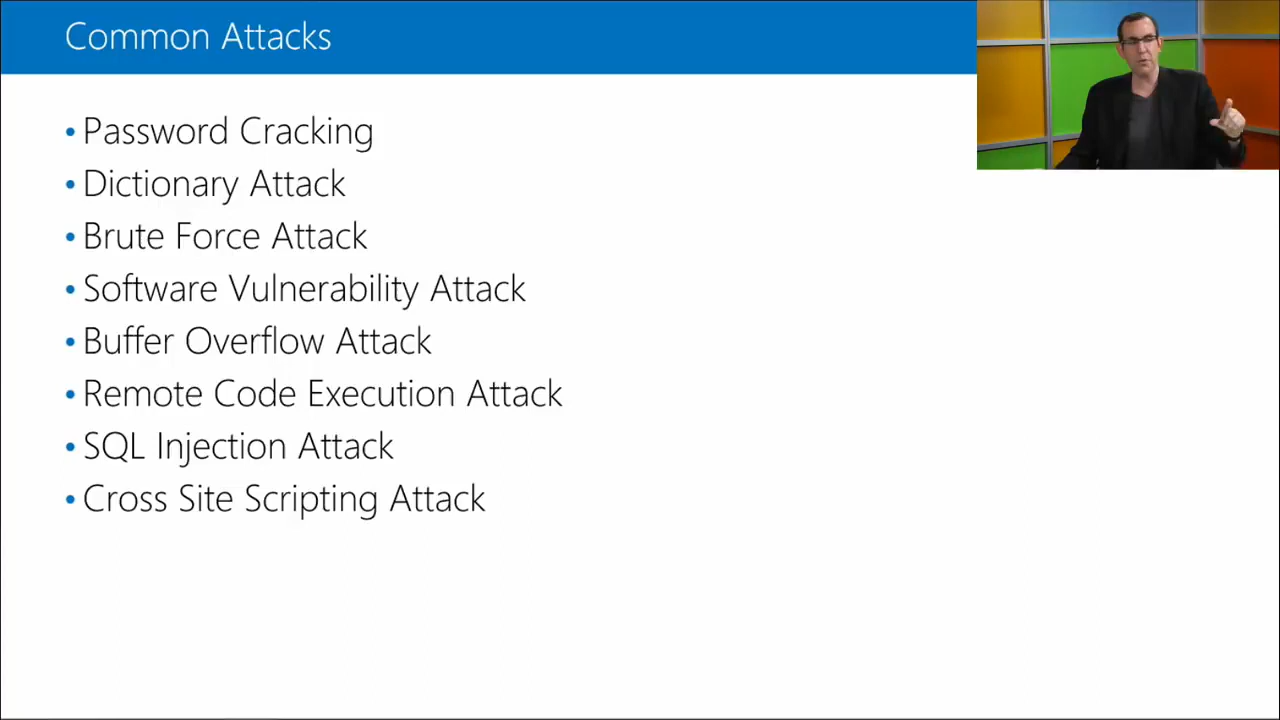 Common Attacks
• Password Cracking
• Dictionary Attack
• Brute Force Attack
• Software Vulnerability Attack
• Buffer Overflow Attack
• Remote Code Execution Attack
• SQL Injection Attack
• Cross Site Scripting Attack